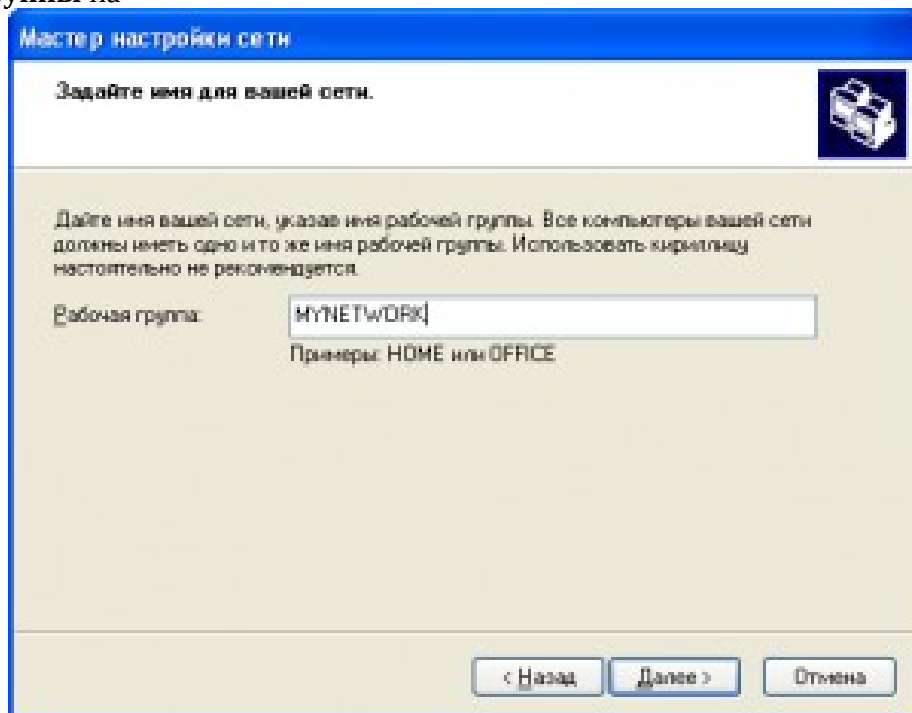 Мастер настройки сети
Задайте имя для вашей сети.
Дайте имя вашей сети, указав имя рабочей группы. Все компьютеры вашей сети
должны иметь одно и то же имя рабочей группы. Использовать кириллицу
настоятельно не рекомендуется.
Рабочая группа:
MYNETWORK
Примеры: HOME или OFFICE
< Назад
Далее >
Отмена